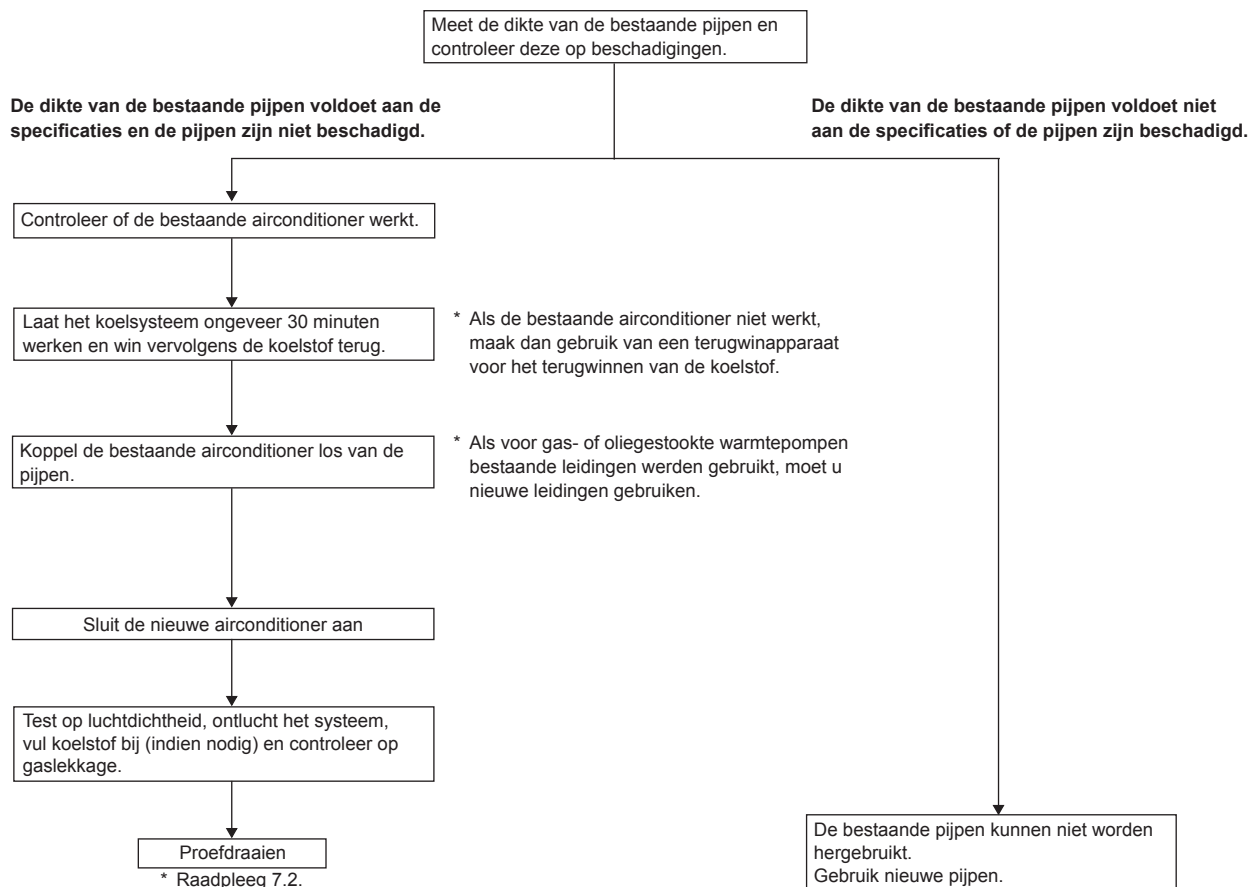 Meet de dikte van de bestaande pijpen en
controleer deze op beschadigingen.
De dikte van de bestaande pijpen voldoet aan de
specificaties en de pijpen zijn niet beschadigd.
De dikte van de bestaande pijpen voldoet niet
aan de specificaties of de pijpen zijn beschadigd.
Controleer of de bestaande airconditioner werkt.
Laat het koelsysteem ongeveer 30 minuten
werken en win vervolgens de koelstof terug.
* Als de bestaande airconditioner niet werkt,
maak dan gebruik van een terugwinapparaat
voor het terugwinnen van de koelstof.
Koppel de bestaande airconditioner los van de
pijpen.
* Als voor gas- of oliegestookte warmtepompen
bestaande leidingen werden gebruikt, moet u
nieuwe leidingen gebruiken.
Sluit de nieuwe airconditioner aan
Test op luchtdichtheid, ontlucht het systeem,
vul koelstof bij (indien nodig) en controleer op
gaslekkage.
Proefdraaien
* Raadpleeg 7.2.
De bestaande pijpen kunnen niet worden
hergebruikt.
Gebruik nieuwe pijpen.